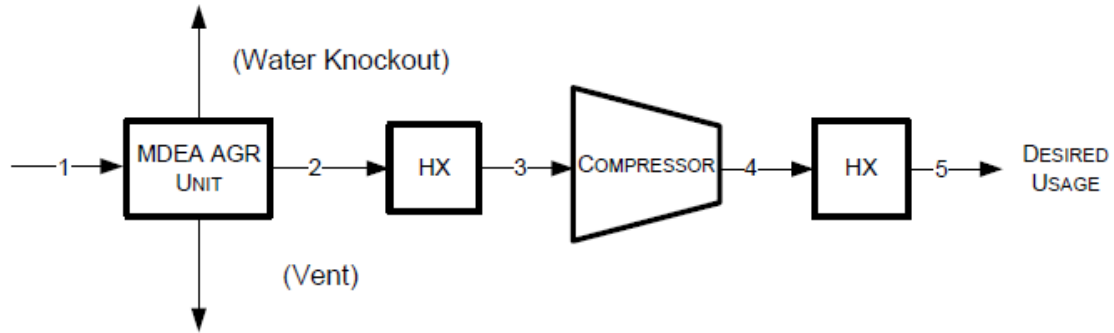 (Water Knockout)
1
MDEA AGR
UNIT
2
HX
3
COMPRESSOR
4
HX
5
DESIRED
USAGE
(Vent)